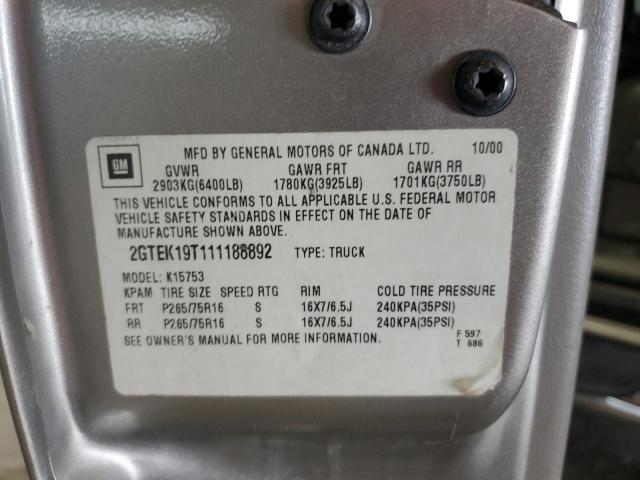 GM
MFD BY GENERAL MOTORS OF CANADA LTD. 10/00
GVWR GAWR FRT GAWR RR
2903KG(6400LB) 1780KG(3925LB) 1701KG(3750LB)
THIS VEHICLE CONFORMS TO ALL APPLICABLE U.S. FEDERAL MOTOR
VEHICLE SAFETY STANDARDS IN EFFECT ON THE DATE OF
MANUFACTURE SHOWN ABOVE.
2GTEK19T111188892 TYPE: TRUCK
MODEL: K15753
KPAM TIRE SIZE SPEED RTG RIM COLD TIRE PRESSURE
FRT P265/75R16 S 16X7/6.5J 240KPA(35PSI)
RR P265/75R16 S 16X7/6.5J 240KPA(35PSI)
SEE OWNER'S MANUAL FOR MORE INFORMATION.
F 597
T 686